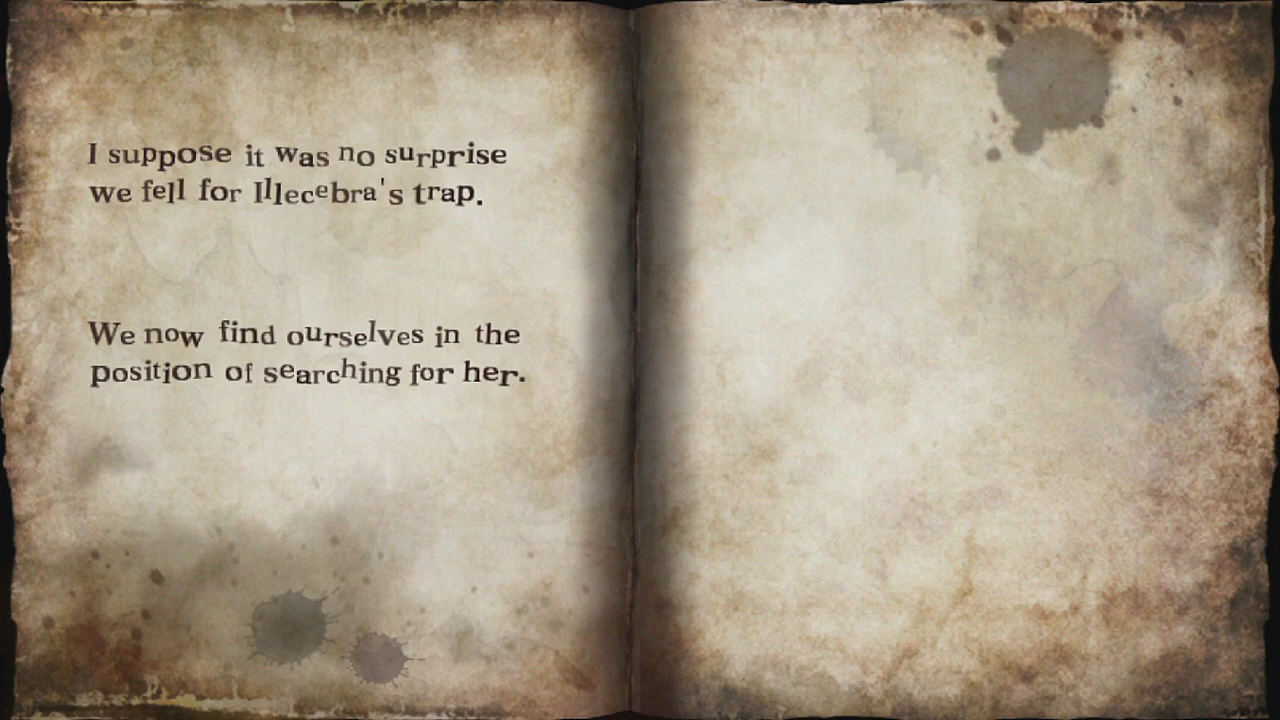 I suppose it was no surprise
we fell for Illecebra's trap.
We now find ourselves in the
position of searching for her.